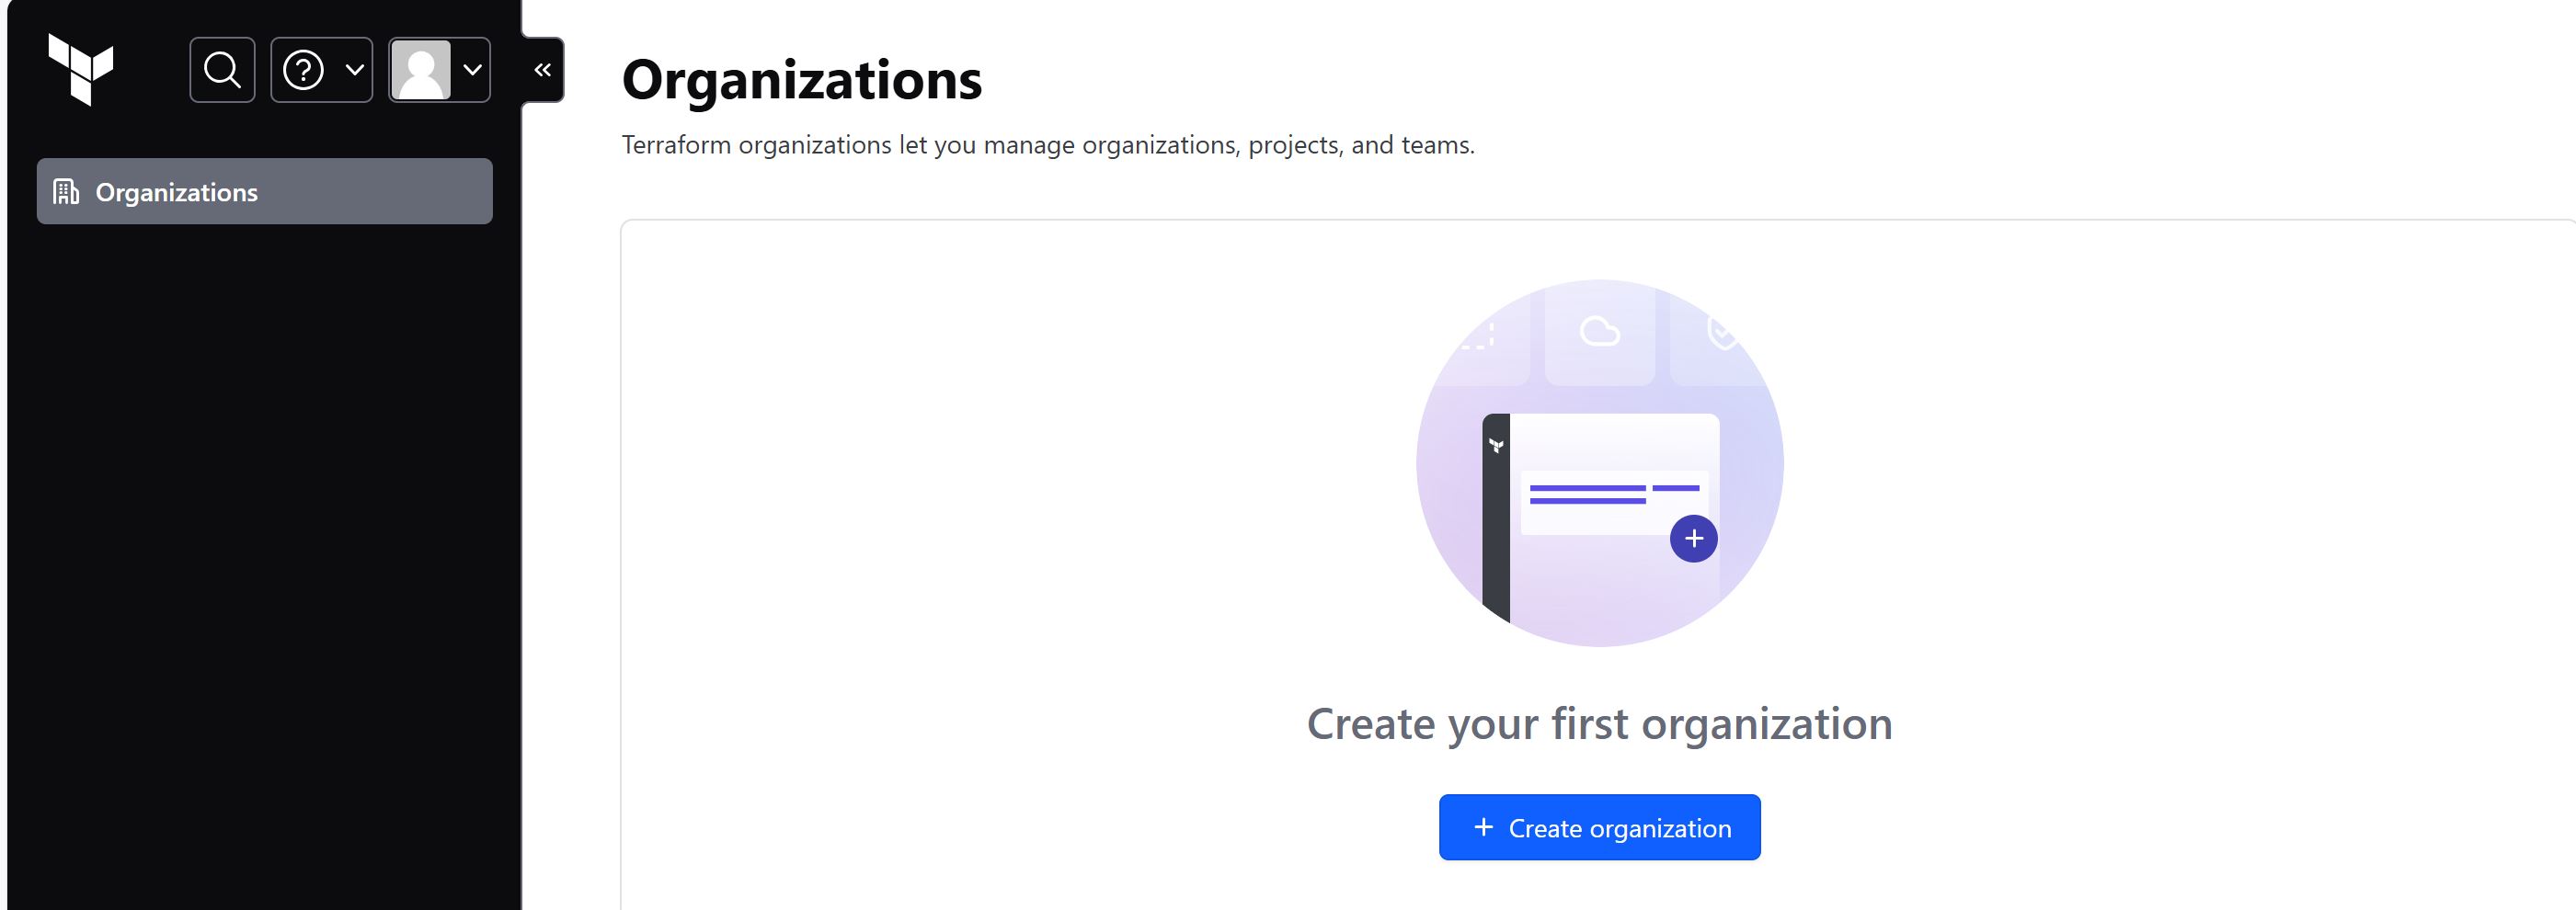 Organizations
Organizations
Terraform organizations let you manage organizations, projects, and teams.
Create your first organization
Create organization